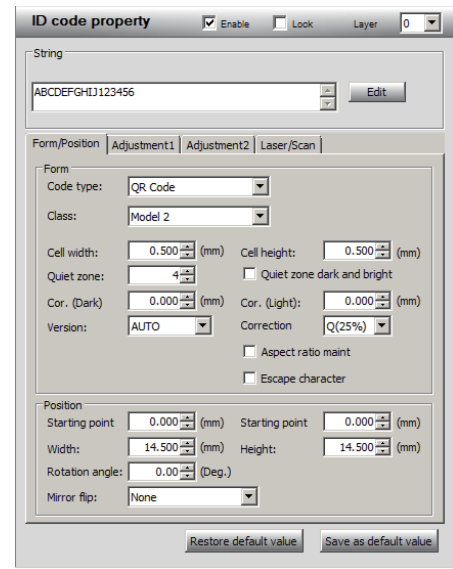 ID code property Enable Lock Layer 0
String
ABCDEFGHIJ123456 Edit
Form/Position Adjustment1 Adjustment2 Laser/Scan
Form
Code type: QR Code
Class: Model 2
Cell width: 0.500 (mm) Cell height: 0.500 (mm)
Quiet zone: 4 Quiet zone dark and bright
Cor. (Dark) 0.000 (mm) Cor. (Light): 0.000 (mm)
Version: AUTO Correction Q(25%)
Aspect ratio maint
Escape character
Position
Starting point 0.000 (mm) Starting point 0.000 (mm)
Width: 14.500 (mm) Height: 14.500 (mm)
Rotation angle: 0.00 (Deg.)
Mirror flip: None
Restore default value Save as default value